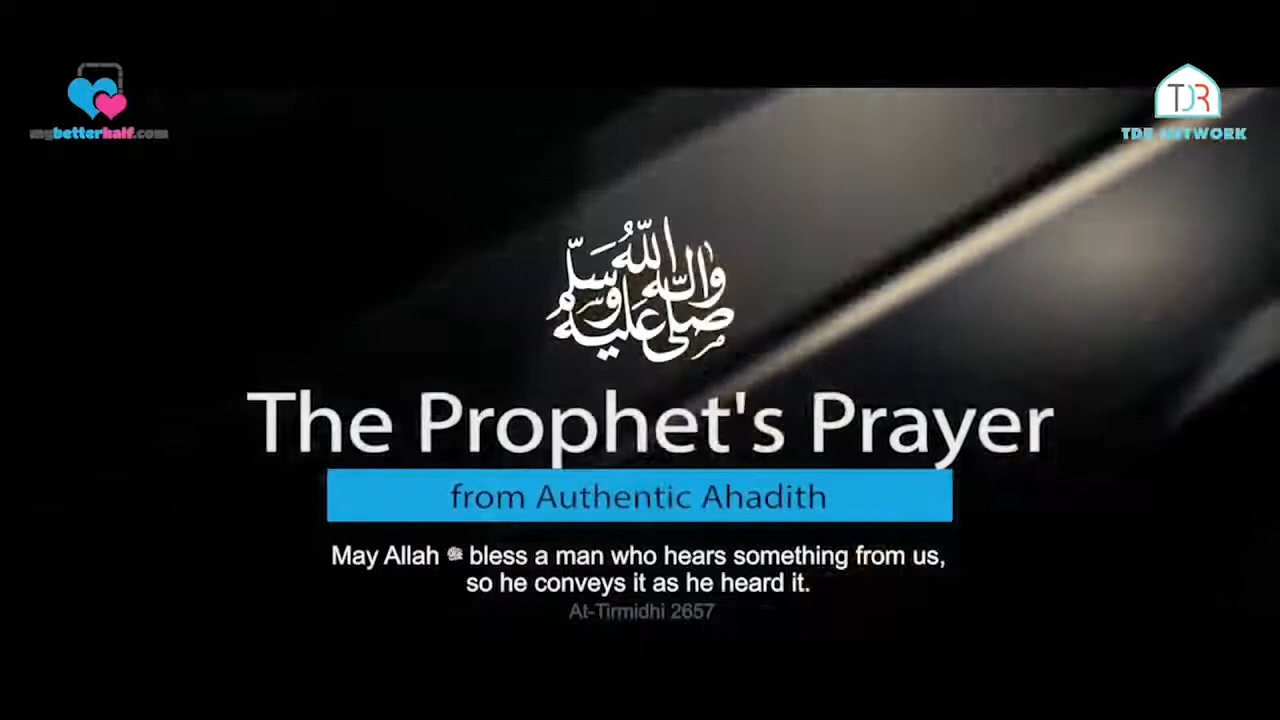 mybetterhalf.com
TDR
TDR NETWORK
صلى الله عليه واله وسلم
The Prophet's Prayer
from Authentic Ahadith
May Allah ﷻ bless a man who hears something from us,
so he conveys it as he heard it.
At-Tirmidhi 2657